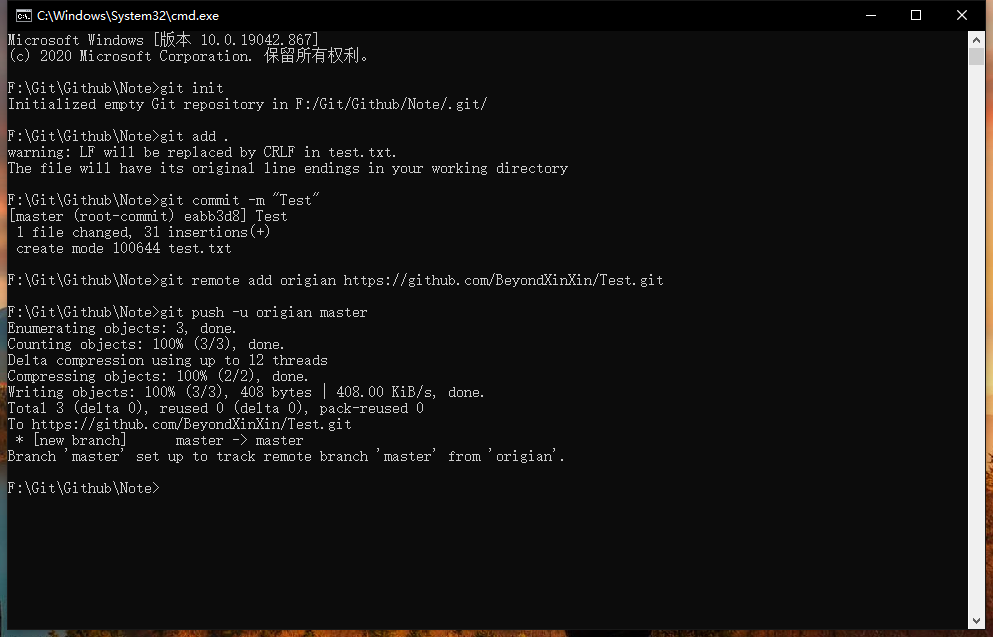 C:\Windows\System32\cmd.exe
Microsoft Windows [版本 10.0.19042.867]
(c) 2020 Microsoft Corporation. 保留所有权利。
F:\Git\Github\Note>git init
Initialized empty Git repository in F:/Git/Github/Note/.git/
F:\Git\Github\Note>git add .
warning: LF will be replaced by CRLF in test.txt.
The file will have its original line endings in your working directory
F:\Git\Github\Note>git commit -m "Test"
[master (root-commit) eabb3d8] Test
1 file changed, 31 insertions(+)
create mode 100644 test.txt
F:\Git\Github\Note>git remote add origian https://github.com/BeyondXinXin/Test.git
F:\Git\Github\Note>git push -u origian master
Enumerating objects: 3, done.
Counting objects: 100% (3/3), done.
Delta compression using up to 12 threads
Compressing objects: 100% (2/2), done.
Writing objects: 100% (3/3), 408 bytes | 408.00 KiB/s, done.
Total 3 (delta 0), reused 0 (delta 0), pack-reused 0
To https://github.com/BeyondXinXin/Test.git
* [new branch]      master -> master
Branch 'master' set up to track remote branch 'master' from 'origian'.
F:\Git\Github\Note>